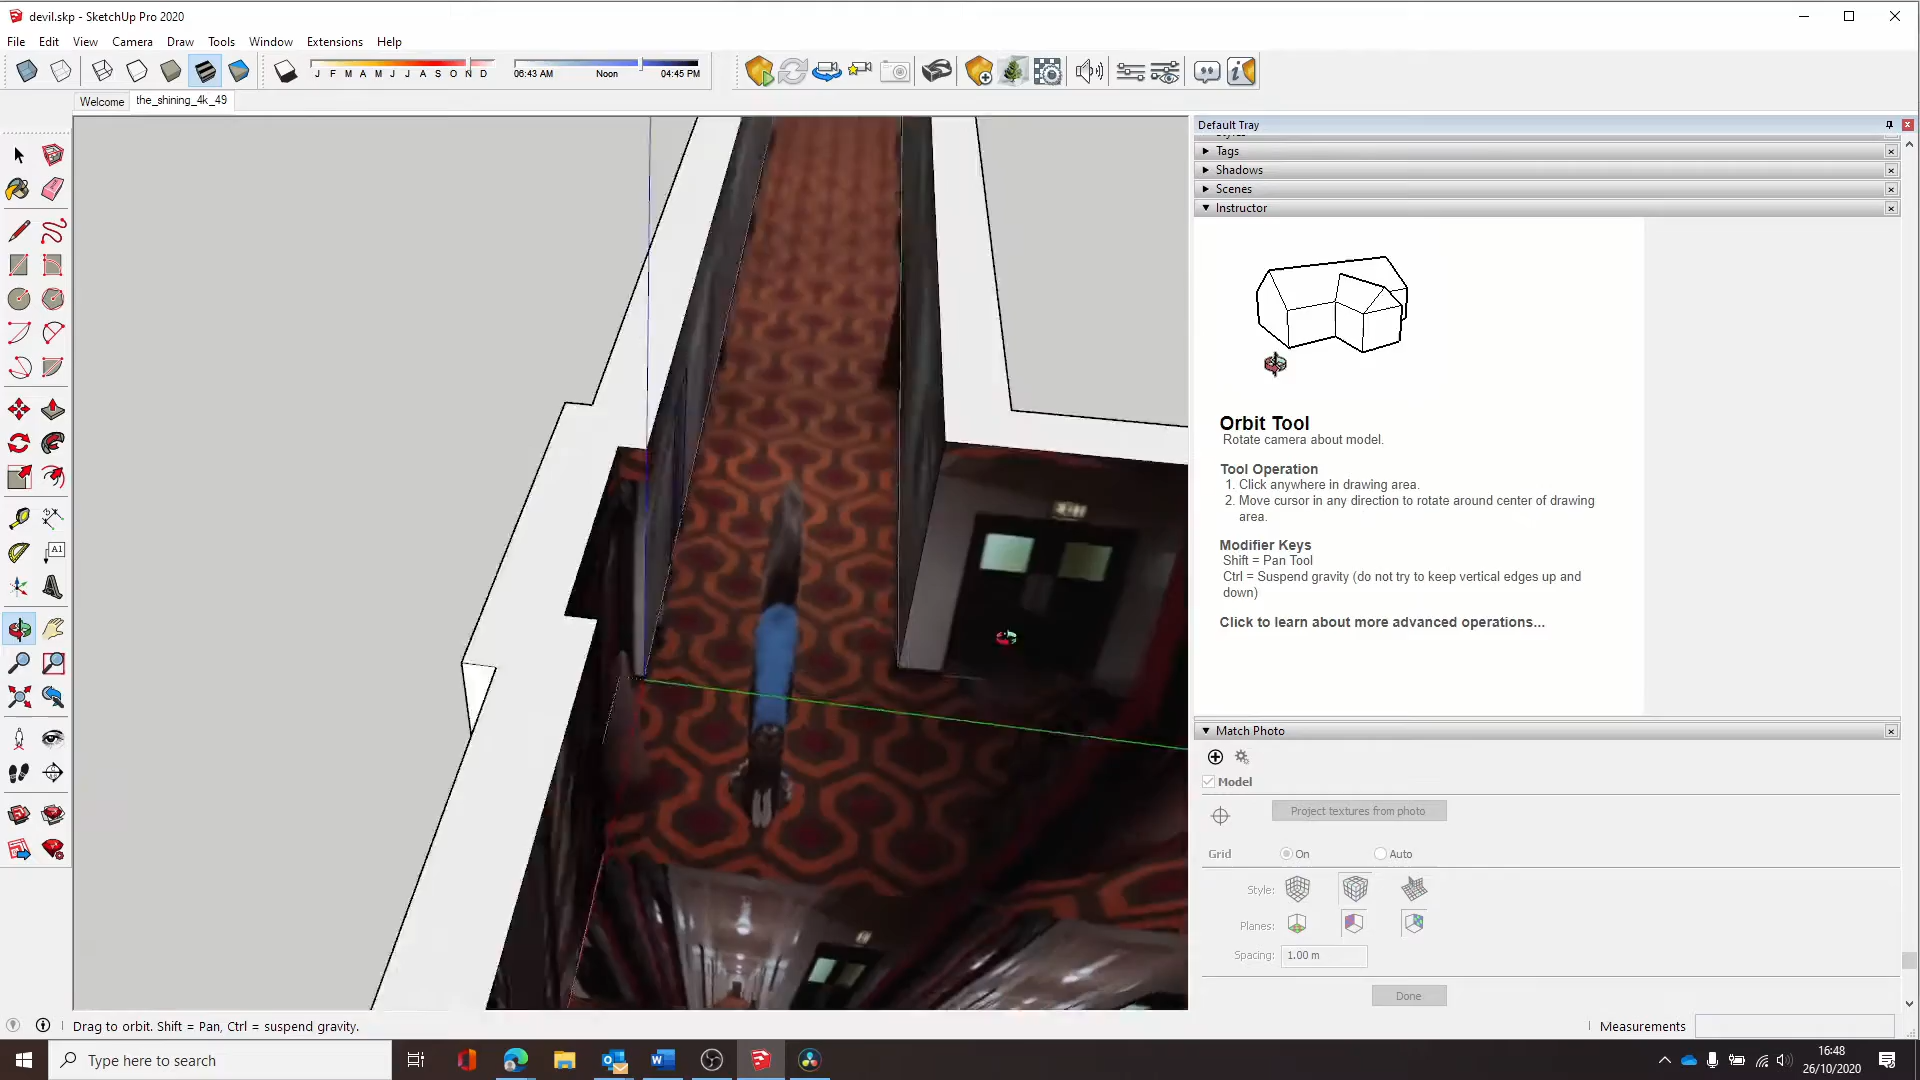 devil.skp - SketchUp Pro 2020
File Edit View Camera Draw Tools Window Extensions Help
J F M A M J J A S O N D
06:43 AM Noon 04:45 PM
Welcome the_shining_4k_49
Default Tray
Tags
Shadows
Scenes
Instructor
Orbit Tool
Rotate camera about model.
Tool Operation
1. Click anywhere in drawing area.
2. Move cursor in any direction to rotate around center of drawing
area.
Modifier Keys
Shift = Pan Tool
Ctrl = Suspend gravity (do not try to keep vertical edges up and
down)
Click to learn about more advanced operations...
Match Photo
Model
Project textures from photo
Grid On Auto
Style:
Planes:
Spacing: 1.00 m
Done
A1
Drag to orbit. Shift = Pan, Ctrl = suspend gravity.
Measurements
Type here to search
16:48
26/10/2020